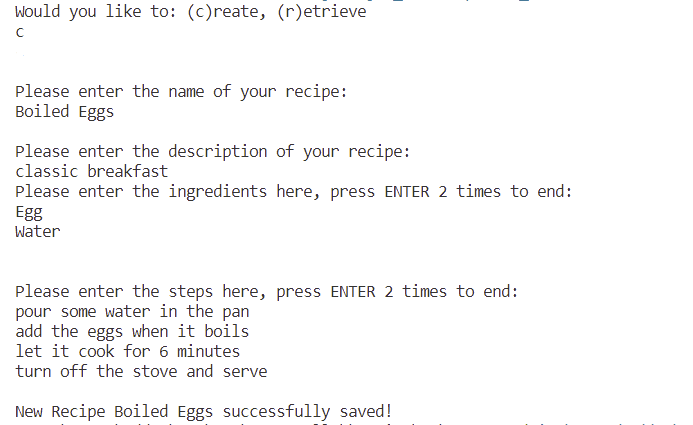 Would you like to: (c)reate, (r)etrieve
c
Please enter the name of your recipe:
Boiled Eggs
Please enter the description of your recipe:
classic breakfast
Please enter the ingredients here, press ENTER 2 times to end:
Egg
Water
Please enter the steps here, press ENTER 2 times to end:
pour some water in the pan
add the eggs when it boils
let it cook for 6 minutes
turn off the stove and serve
New Recipe Boiled Eggs successfully saved!